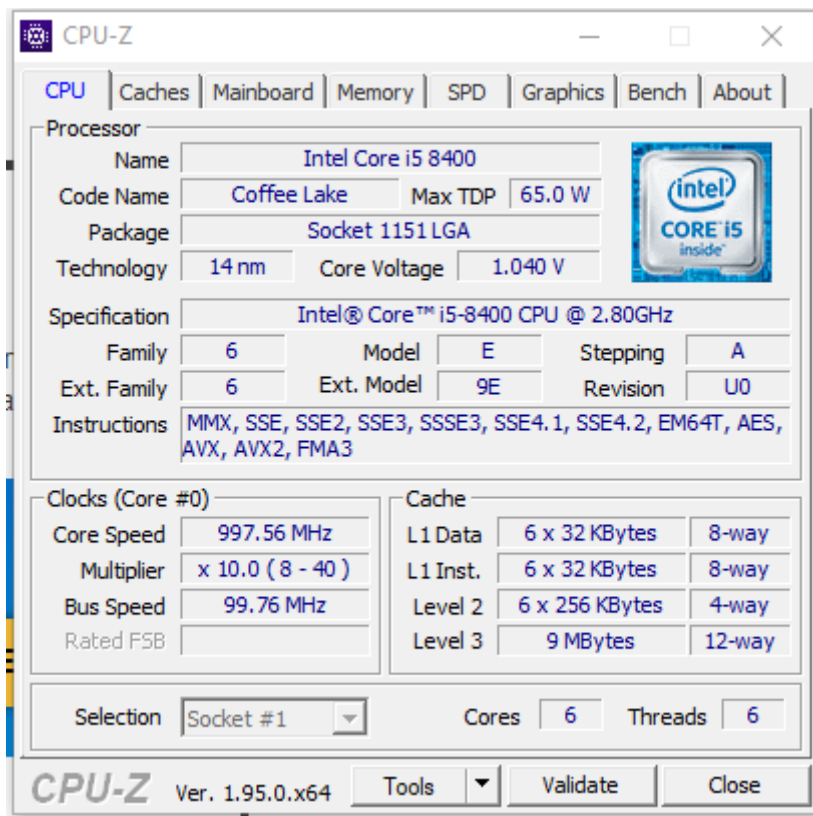 CPU-Z
CPU Caches Mainboard Memory SPD Graphics Bench About
Processor
Name Intel Core i5 8400
Code Name Coffee Lake Max TDP 65.0 W
Package Socket 1151 LGA
Technology 14 nm Core Voltage 1.040 V
intel
CORE i5
inside™
Specification Intel® Core™ i5-8400 CPU @ 2.80GHz
Family 6 Model E Stepping A
Ext. Family 6 Ext. Model 9E Revision U0
Instructions MMX, SSE, SSE2, SSE3, SSSE3, SSE4.1, SSE4.2, EM64T, AES,
AVX, AVX2, FMA3
Clocks (Core #0)
Core Speed 997.56 MHz
Multiplier x 10.0 ( 8 - 40 )
Bus Speed 99.76 MHz
Rated FSB
Cache
L1 Data 6 x 32 KBytes 8-way
L1 Inst. 6 x 32 KBytes 8-way
Level 2 6 x 256 KBytes 4-way
Level 3 9 MBytes 12-way
Selection Socket #1 Cores 6 Threads 6
CPU-Z Ver. 1.95.0.x64 Tools Validate Close